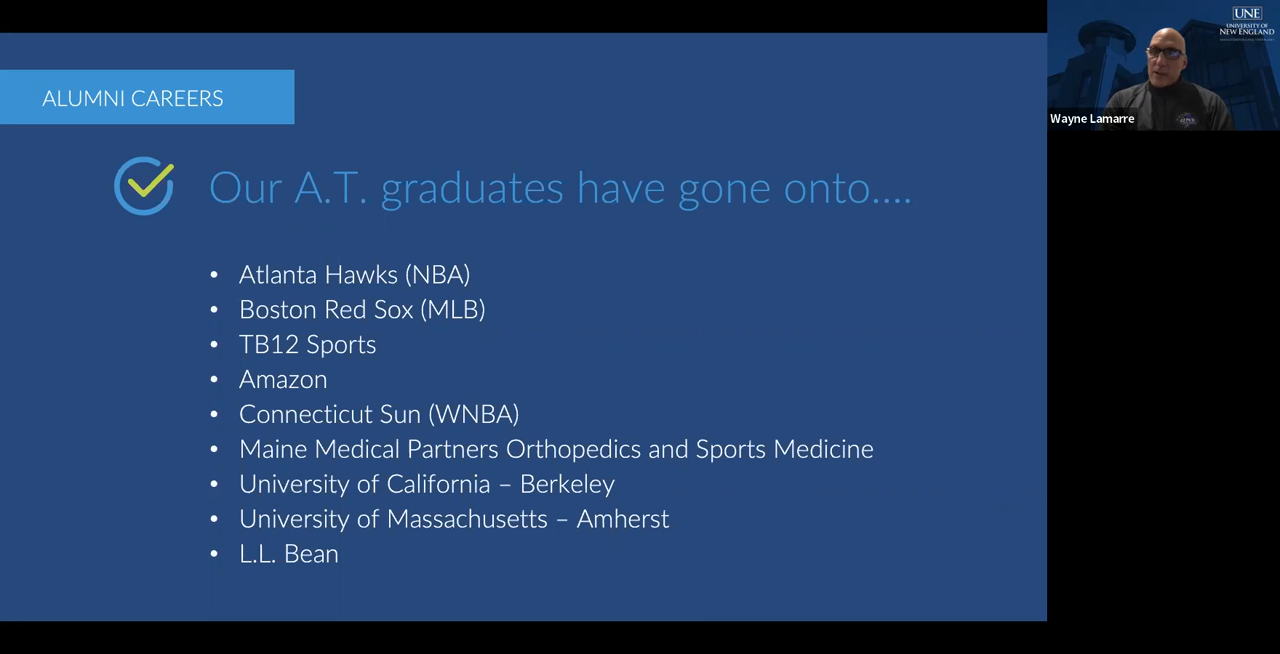 ALUMNI CAREERS
Our A.T. graduates have gone onto....
• Atlanta Hawks (NBA)
• Boston Red Sox (MLB)
• TB12 Sports
• Amazon
• Connecticut Sun (WNBA)
• Maine Medical Partners Orthopedics and Sports Medicine
• University of California – Berkeley
• University of Massachusetts – Amherst
• L.L. Bean
UNE
UNIVERSITY OF
NEW ENGLAND
Wayne Lamarre